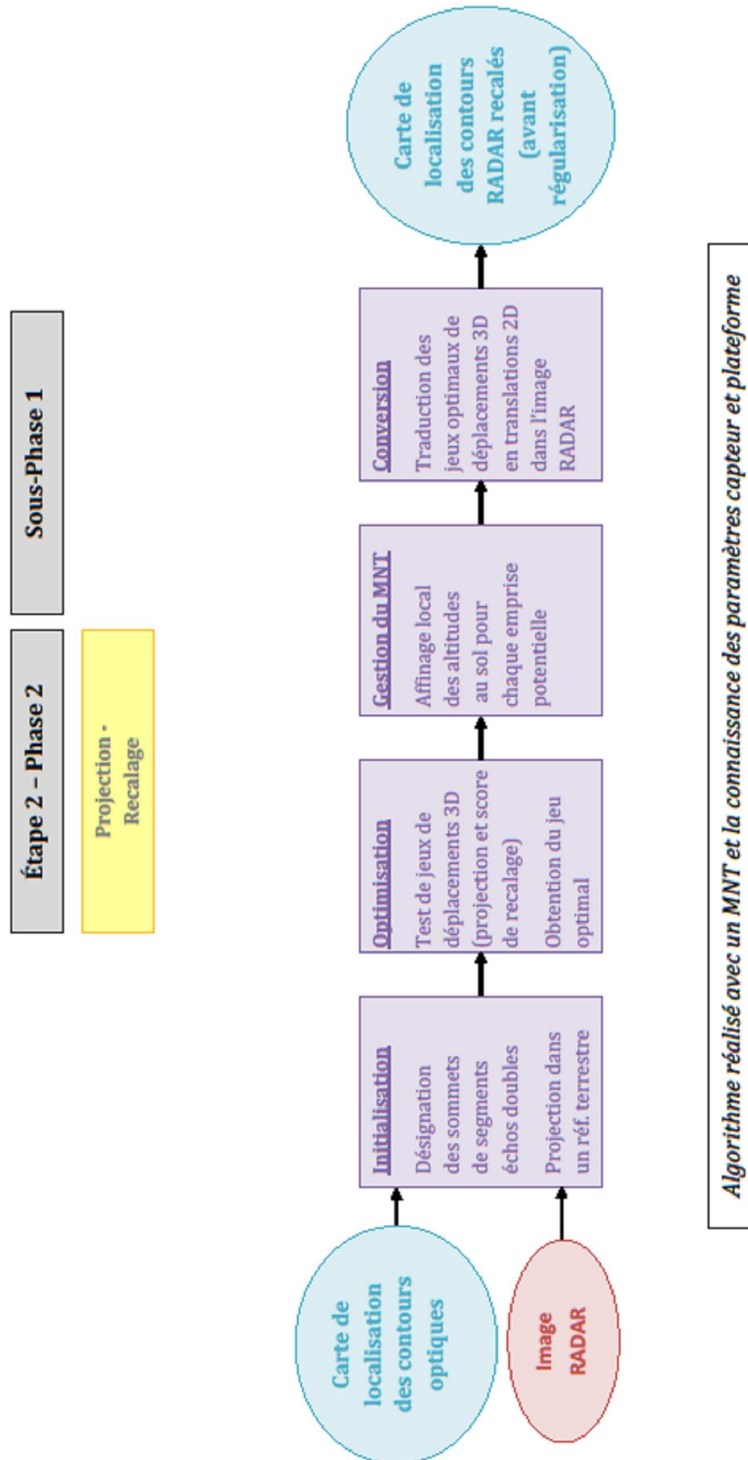 Étape 2 – Phase 2
Sous-Phase 1
Projection -
Recalage
Carte de
localisation
des contours
optiques
Image
RADAR
Initialisation
Désignation
des sommets
de segments
échos doubles
Projection dans
un réf. terrestre
Optimisation
Test de jeux de
déplacements 3D
(projection et score
de recalage)
Obtention du jeu
optimal
Gestion du MNT
Affinage local
des altitudes
au sol pour
chaque emprise
potentielle
Conversion
Traduction des
jeux optimaux de
déplacements 3D
en translations 2D
dans l'image
RADAR
Carte de
localisation
des contours
RADAR recalés
(avant
régularisation)
Algorithme réalisé avec un MNT et la connaissance des paramètres capteur et plateforme